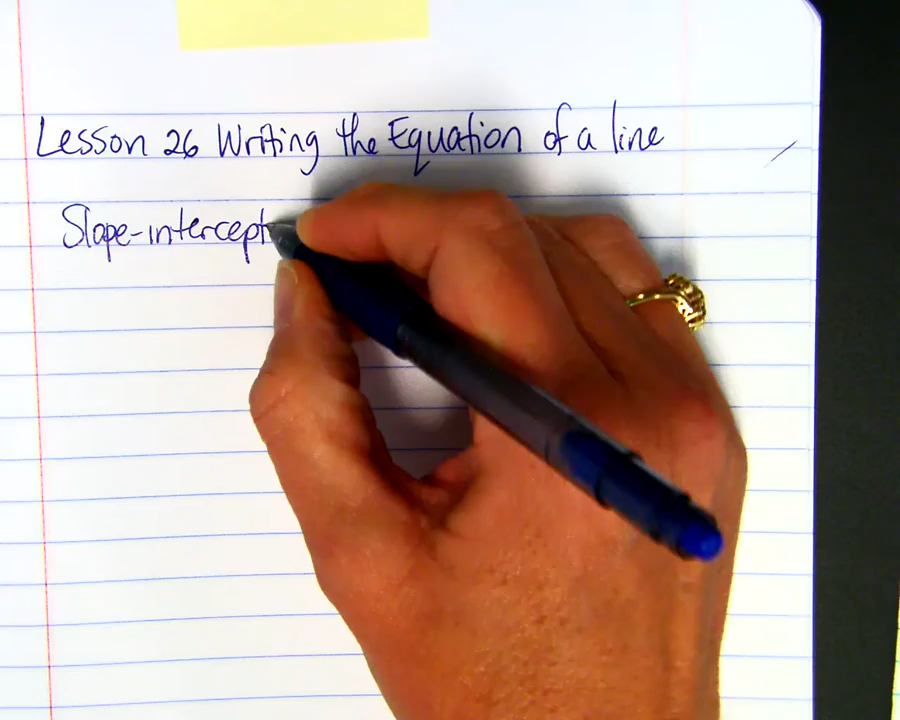 Lesson 26 Writing the Equation of a line
Slope-intercept